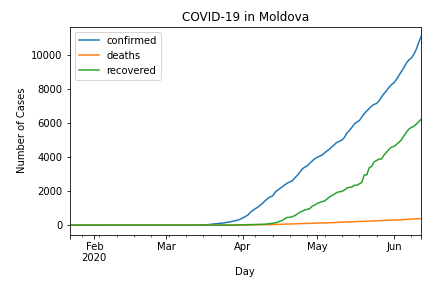 COVID-19 in Moldova
confirmed
deaths
recovered
Number of Cases
10000
8000
6000
4000
2000
0
Feb Mar Apr May Jun
2020
Day